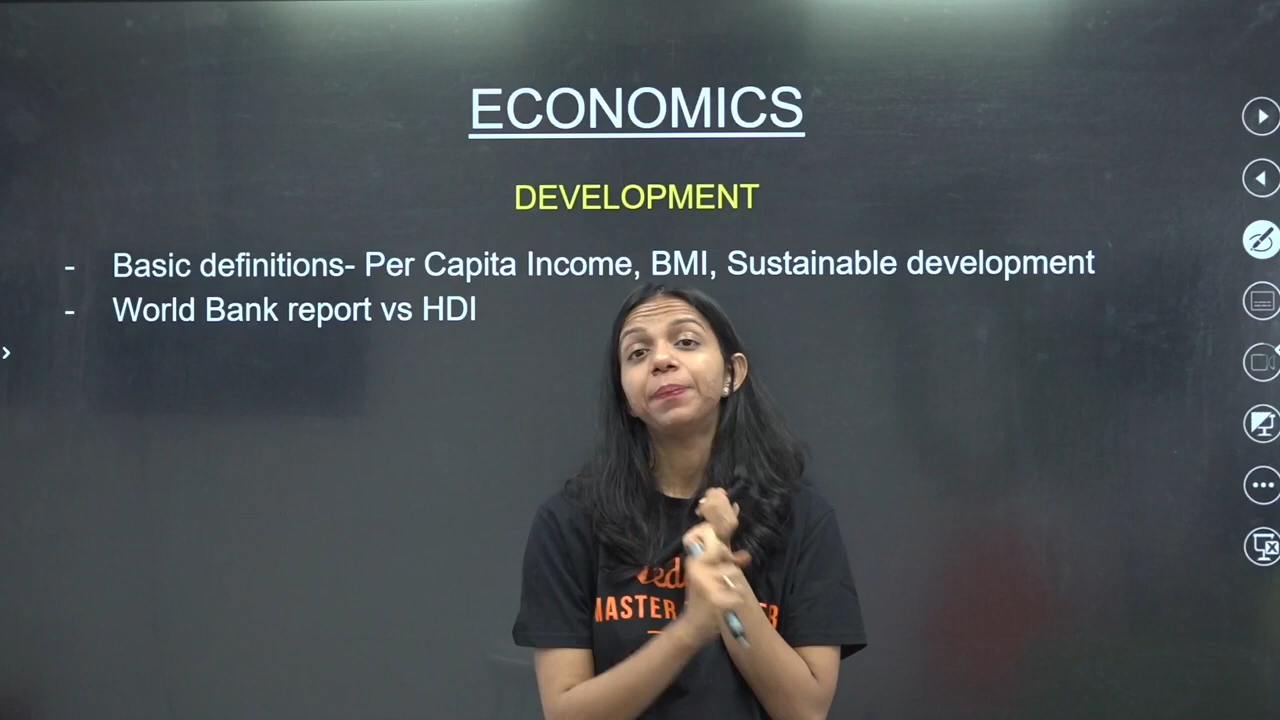 ECONOMICS
DEVELOPMENT
- Basic definitions- Per Capita Income, BMI, Sustainable development
- World Bank report vs HDI
MASTER